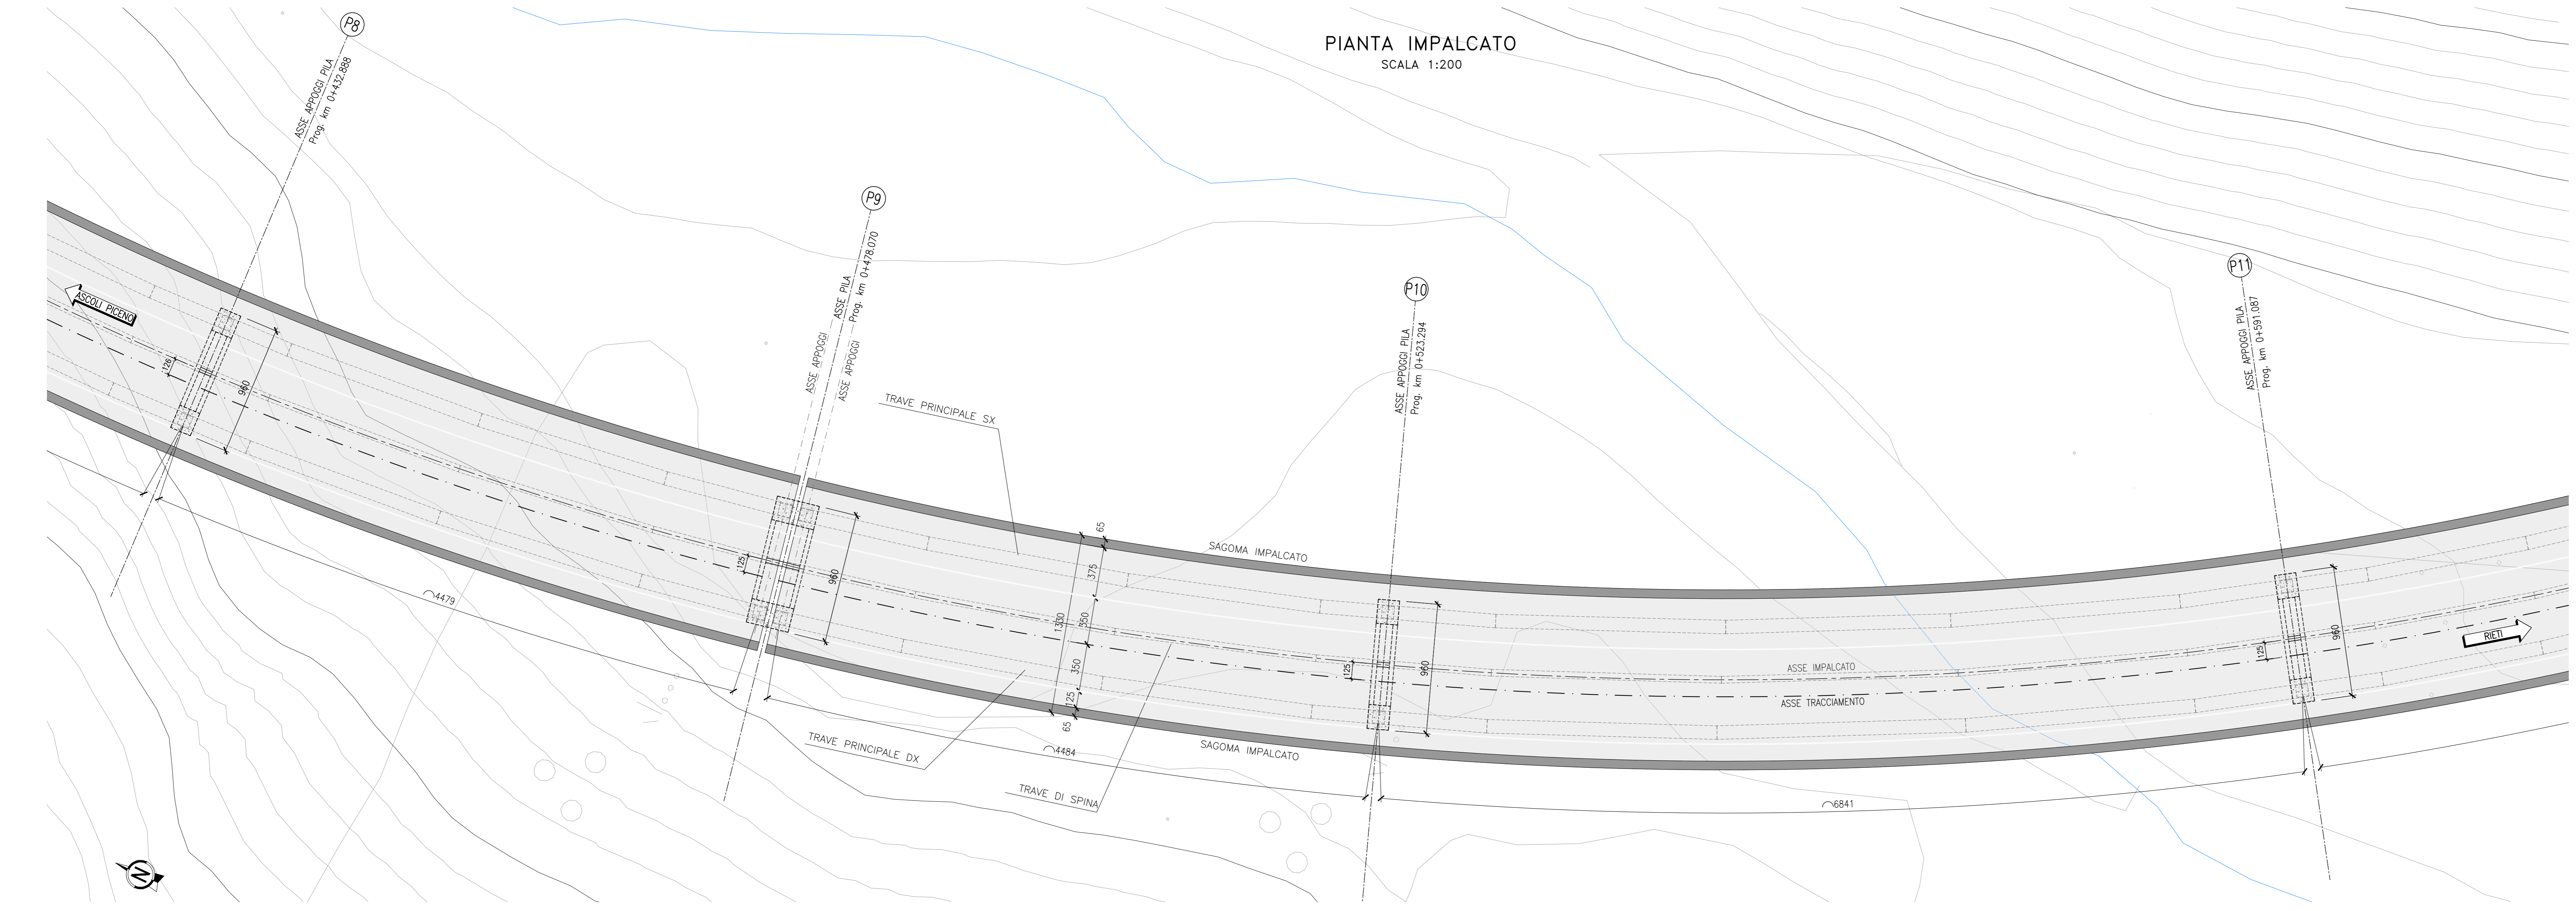 PIANTA IMPALCATO
SCALA 1:200
P8
ASSE APPOGGI PILA
Prog. km 0+432.888
P9
ASSE APPOGGI
ASSE PILA
Prog. km 0+478.070
ASSE APPOGGI
P10
ASSE APPOGGI PILA
Prog. km 0+523.294
P11
ASSE APPOGGI PILA
Prog. km 0+591.087
ASCOLI PICENO
126
960
TRAVE PRINCIPALE SX
125
960
65
375
350
1330
350
125
65
SAGOMA IMPALCATO
125
960
ASSE IMPALCATO
ASSE TRACCIAMENTO
125
960
RIETI
4479
TRAVE PRINCIPALE DX
4484
SAGOMA IMPALCATO
TRAVE DI SPINA
6841
N